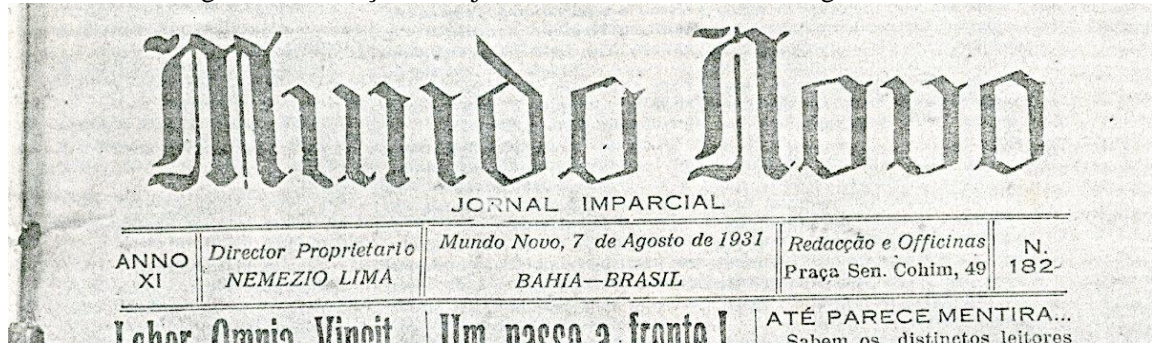 Mundo Novo
JORNAL IMPARCIAL
ANNO
XI
Director Proprietario
NEMEZIO LIMA
Mundo Novo, 7 de Agosto de 1931
BAHIA—BRASIL
Redacção e Officinas
Praça Sen. Cohim, 49
N.
182
Labor Omnia Vincit
Um passo a frente!
ATÉ PARECE MENTIRA...
Sabem os distinctos leitores